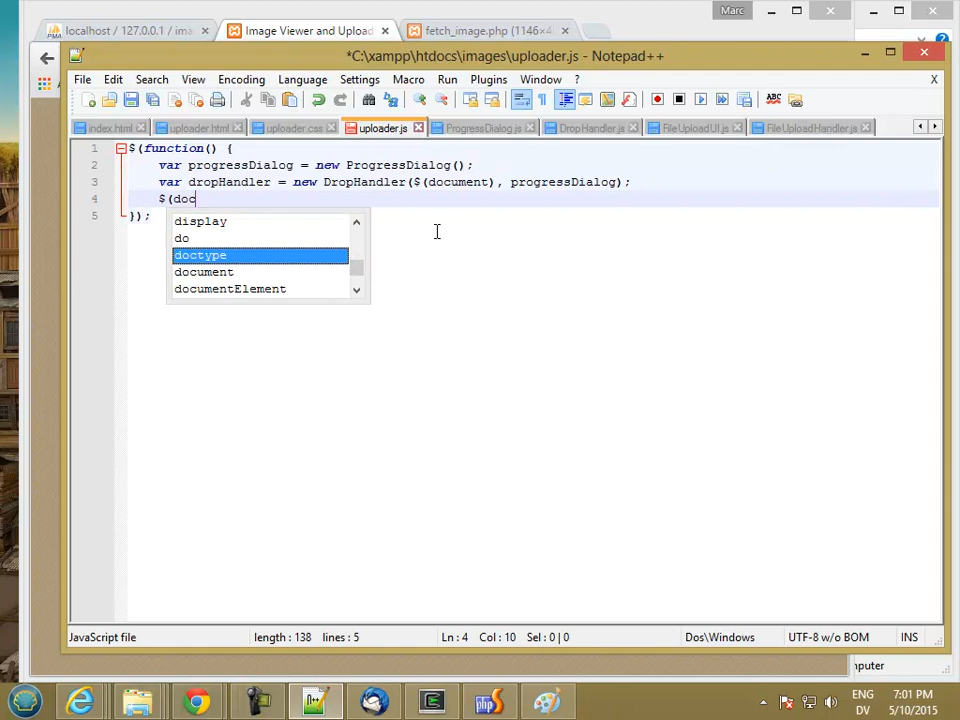 Marc
localhost / 127.0.0.1 / ima
Image Viewer and Upload
fetch_image.php (1146×4
*C:\xampp\htdocs\images\uploader.js - Notepad++
File Edit Search View Encoding Language Settings Macro Run Plugins Window ? X
index.html uploader.html uploader.css uploader.js ProgressDialog.js DropHandler.js FileUploadUI.js FileUploadHandler.js
1 $(function() {
2 var progressDialog = new ProgressDialog();
3 var dropHandler = new DropHandler($(document), progressDialog);
4 $(doc
5 });
display
do
doctype
document
documentElement
JavaScript file length : 138 lines : 5 Ln : 4 Col : 10 Sel : 0 | 0 Dos\Windows UTF-8 w/o BOM INS
nputer
ENG 7:01 PM
DV 5/10/2015